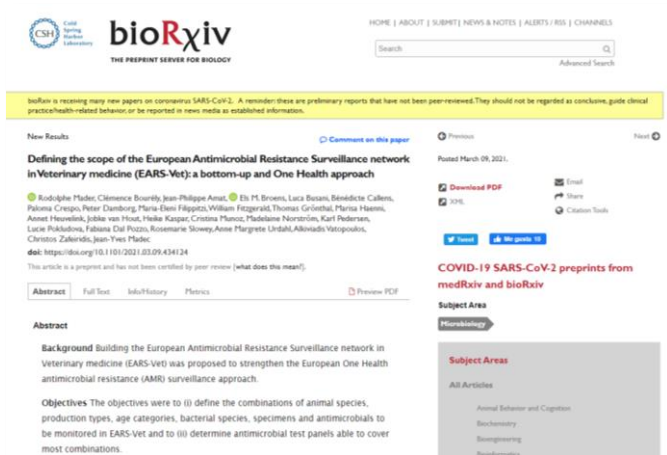 CSH Cold Spring Harbor Laboratory
bioRχiv
THE PREPRINT SERVER FOR BIOLOGY
HOME | ABOUT | SUBMIT | NEWS & NOTES | ALERTS / RSS | CHANNELS
Search
Advanced Search
bioRxiv is receiving many new papers on coronavirus SARS-CoV-2. A reminder: these are preliminary reports that have not been peer-reviewed. They should not be regarded as conclusive, guide clinical
practice/health-related behavior, or be reported in news media as established information.
New Results
Comment on this paper
Defining the scope of the European Antimicrobial Resistance Surveillance network
in Veterinary medicine (EARS-Vet): a bottom-up and One Health approach
Rodolphe Mader, Clémence Bourély, Jean-Philippe Amat, Els M. Broens, Luca Busani, Bénédicte Callens,
Paloma Crespo, Peter Damborg, Maria-Eleni Filippitzi, William Fitzgerald, Thomas Grönthal, Marisa Haenni,
Annet Heuvelink, Jobke van Hout, Heike Kaspar, Cristina Munoz, Madelaine Norström, Karl Pedersen,
Lucie Pokludova, Fabiana Dal Pozzo, Rosemarie Slowey, Anne Margrete Urdahl, Alkiviadis Vatopoulos,
Christos Zafeiridis, Jean-Yves Madec
doi: https://doi.org/10.1101/2021.03.09.434124
This article is a preprint and has not been certified by peer review [what does this mean?].
Abstract
Full Text
Info/History
Metrics
Preview PDF
Abstract
Background Building the European Antimicrobial Resistance Surveillance network in
Veterinary medicine (EARS-Vet) was proposed to strengthen the European One Health
antimicrobial resistance (AMR) surveillance approach.
Objectives The objectives were to (i) define the combinations of animal species,
production types, age categories, bacterial species, specimens and antimicrobials to
be monitored in EARS-Vet and to (ii) determine antimicrobial test panels able to cover
most combinations.
Previous
Next
Posted March 09, 2021.
Download PDF
XML
Email
Share
Citation Tools
Tweet
Me gusta 10
COVID-19 SARS-CoV-2 preprints from
medRxiv and bioRxiv
Subject Area
Microbiology
Subject Areas
All Articles
Animal Behavior and Cognition
Biochemistry
Bioengineering
Bioinformatics